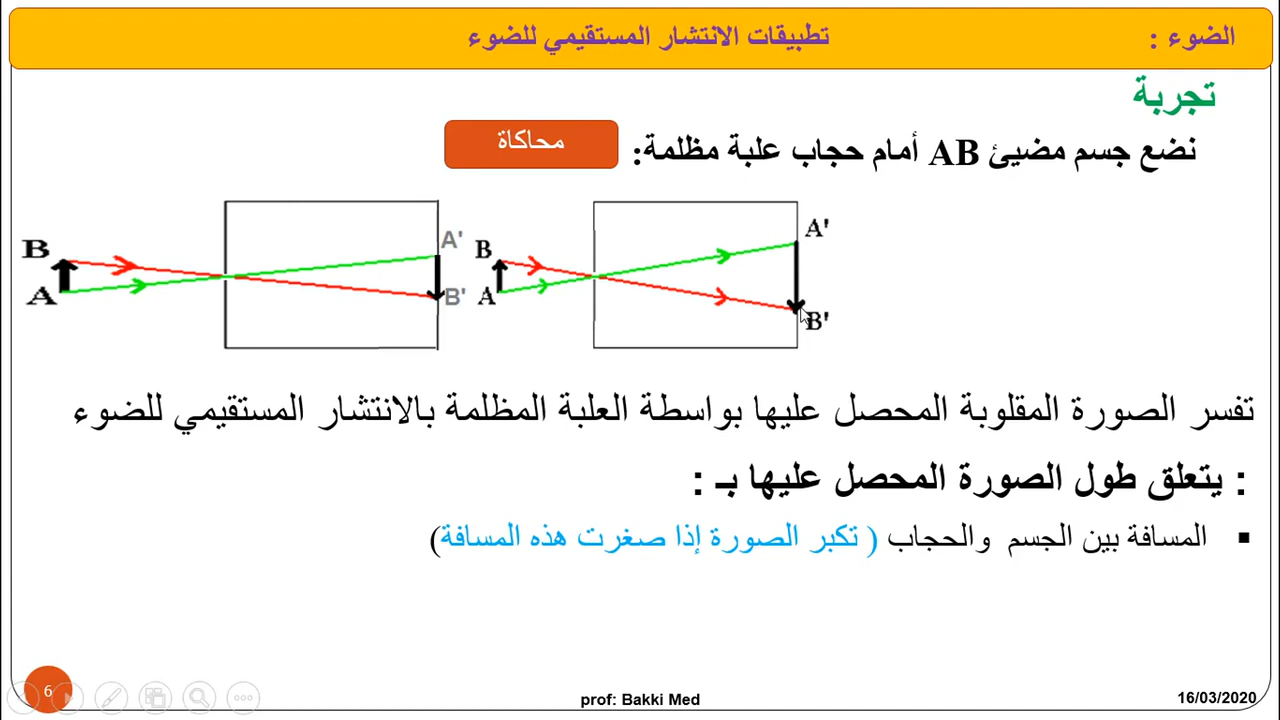 الضوء :
تطبيقات الانتشار المستقيمي للضوء
تجربة
نضع جسم مضيئ AB أمام حجاب علبة مظلمة:
محاكاة
B
A
A'
B'
B
A
A'
B'
تفسر الصورة المقلوبة المحصل عليها بواسطة العلبة المظلمة بالانتشار المستقيمي للضوء
: يتعلق طول الصورة المحصل عليها بـ :
▪ المسافة بين الجسم والحجاب ( تكبر الصورة إذا صغرت هذه المسافة)
6
prof: Bakki Med
16/03/2020